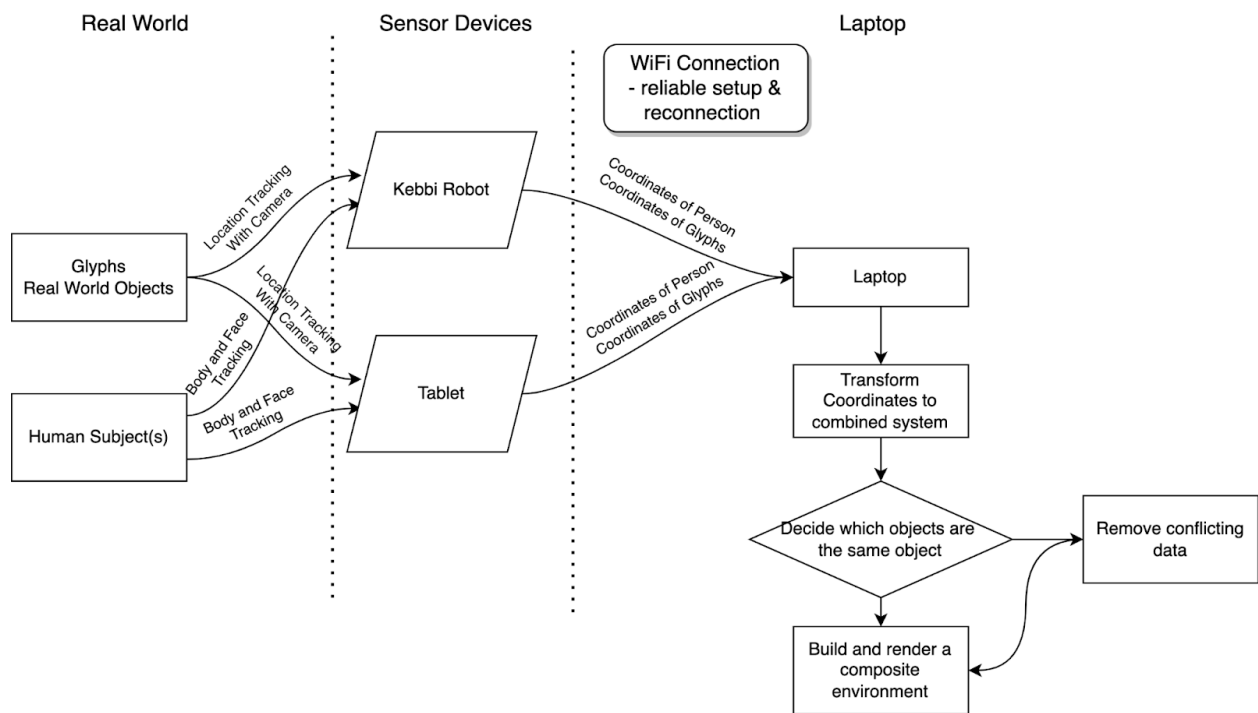 Real World
Sensor Devices
Laptop
WiFi Connection
- reliable setup &
reconnection
Location Tracking
With Camera
Kebbi Robot
Coordinates of Person
Coordinates of Glyphs
Glyphs
Real World Objects
Location Tracking
With Camera
Coordinates of Person
Coordinates of Glyphs
Laptop
Body and Face
Tracking
Tablet
Transform
Coordinates to
combined system
Human Subject(s)
Body and Face
Tracking
Decide which objects are
the same object
Remove conflicting
data
Build and render a
composite
environment